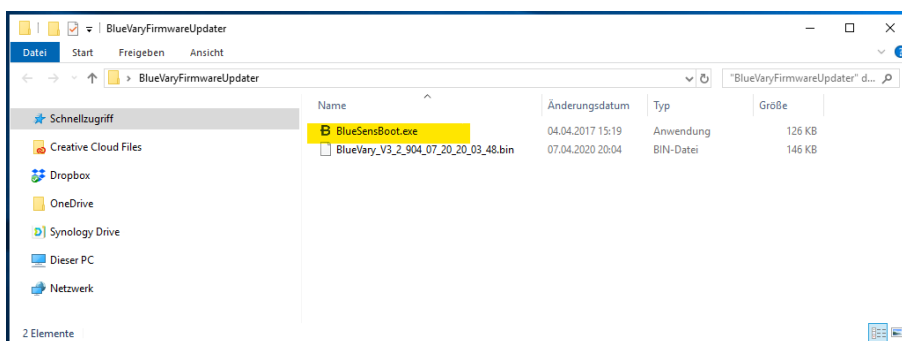 BlueVaryFirmwareUpdater
Datei Start Freigeben Ansicht
BlueVaryFirmwareUpdater "BlueVaryFirmwareUpdater" d...
Name Änderungsdatum Typ Größe
Schnellzugriff
BlueSensBoot.exe 04.04.2017 15:19 Anwendung 126 KB
Creative Cloud Files
BlueVary_V3_2_904_07_20_20_03_48.bin 07.04.2020 20:04 BIN-Datei 146 KB
Dropbox
OneDrive
Synology Drive
Dieser PC
Netzwerk
2 Elemente